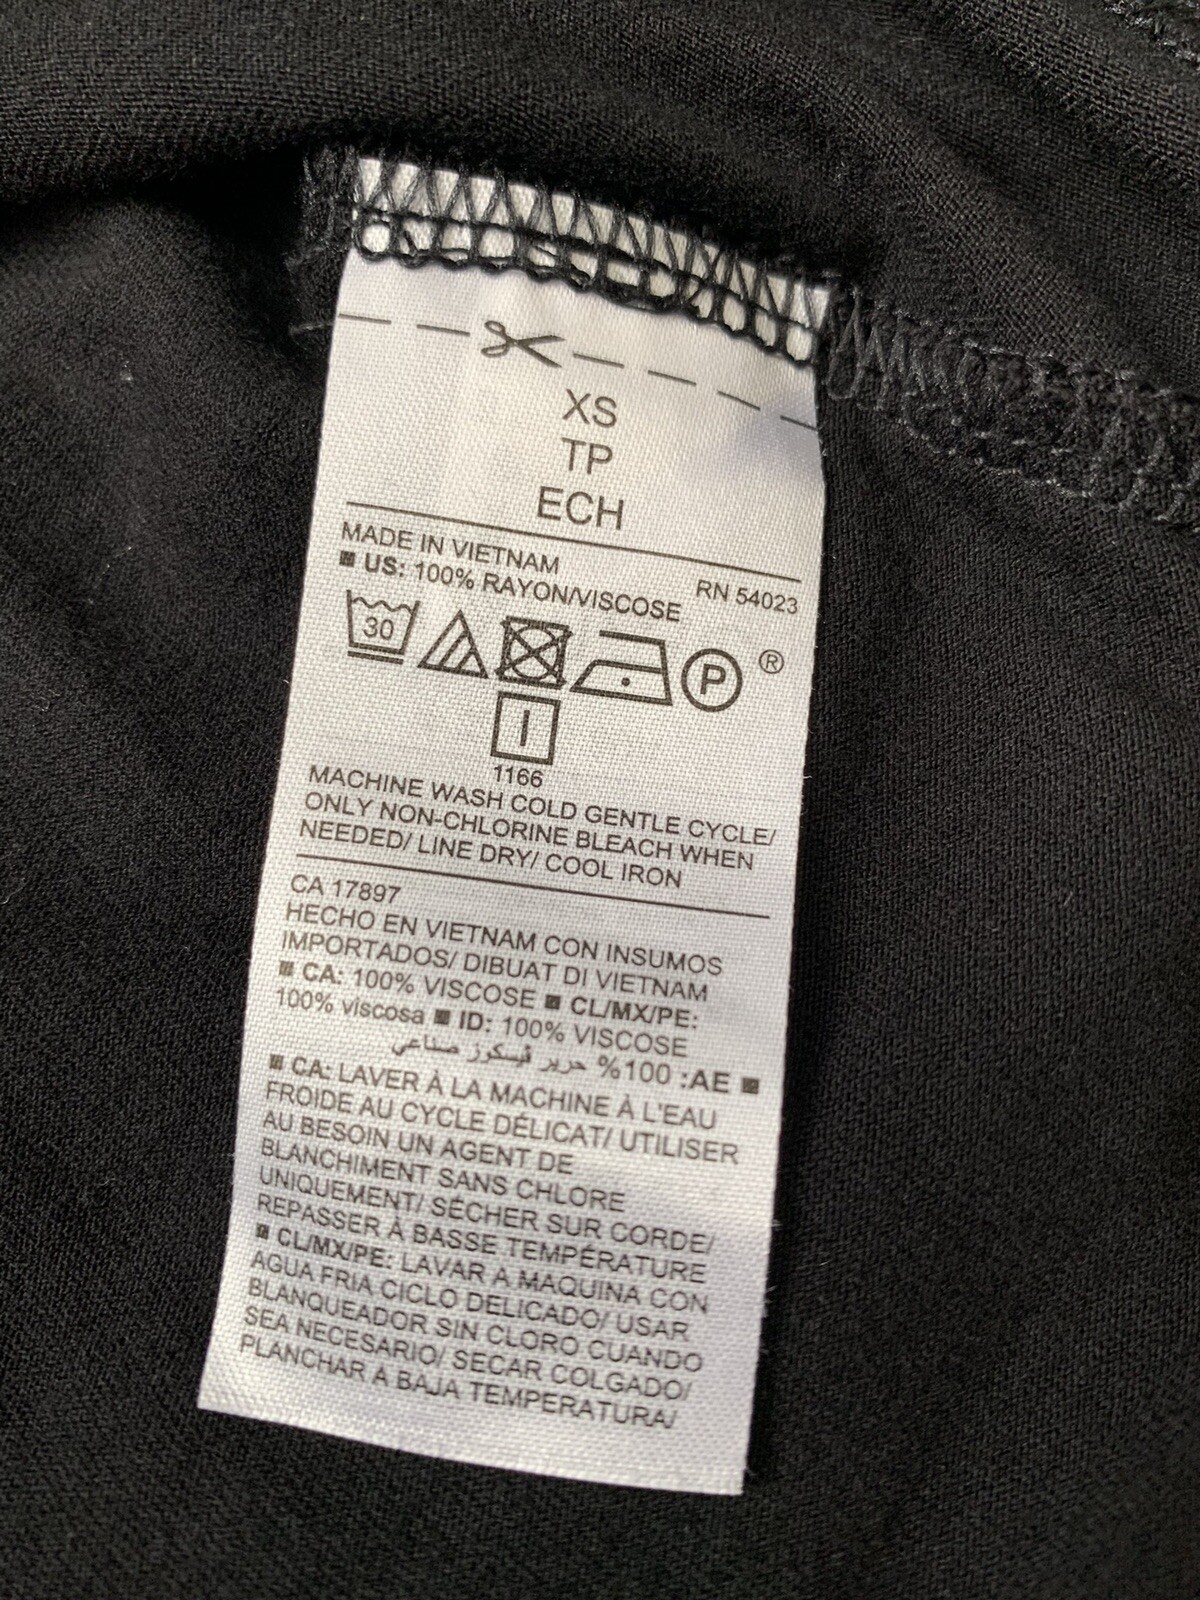 XS
TP
ECH
MADE IN VIETNAM
RN 54023
■ US: 100% RAYON/VISCOSE
30
P ®
1166
MACHINE WASH COLD GENTLE CYCLE/
ONLY NON-CHLORINE BLEACH WHEN
NEEDED/ LINE DRY/ COOL IRON
CA 17897
HECHO EN VIETNAM CON INSUMOS
IMPORTADOS/ DIBUAT DI VIETNAM
■ CA: 100% VISCOSE ■ CL/MX/PE:
100% viscosa ■ ID: 100% VISCOSE
■ AE: 100% حرير ڤيسكوز صناعي
■ CA: LAVER À LA MACHINE À L'EAU
FROIDE AU CYCLE DÉLICAT/ UTILISER
AU BESOIN UN AGENT DE
BLANCHIMENT SANS CHLORE
UNIQUEMENT/ SÉCHER SUR CORDE/
REPASSER À BASSE TEMPÉRATURE
■ CL/MX/PE: LAVAR A MAQUINA CON
AGUA FRIA CICLO DELICADO/ USAR
BLANQUEADOR SIN CLORO CUANDO
SEA NECESARIO/ SECAR COLGADO/
PLANCHAR A BAJA TEMPERATURA/